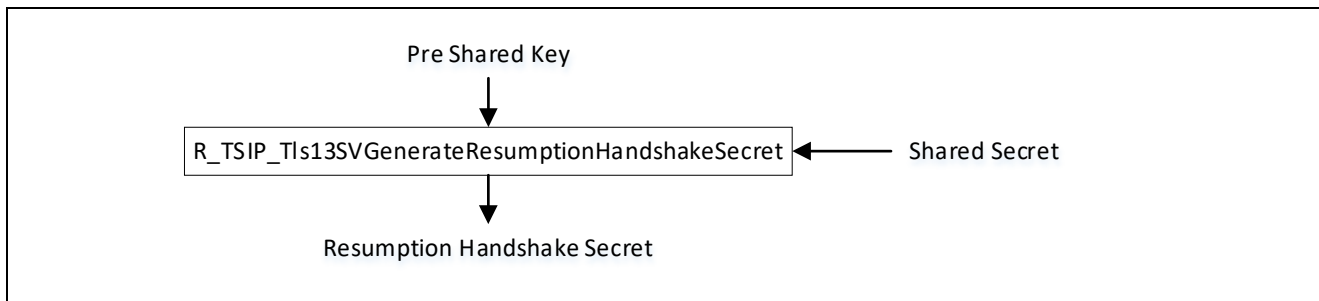 Pre Shared Key
R_TSIP_Tls13SVGenerateResumptionHandshakeSecret
Shared Secret
Resumption Handshake Secret